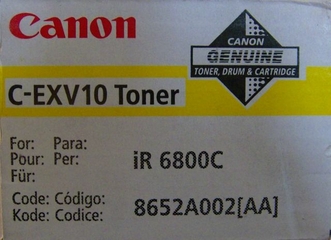 Canon
CANON
GENUINE
TONER, DRUM & CARTRIDGE
C-EXV10 Toner
For: Para:
Pour: Per:
Für:
iR 6800C
Code: Código:
Kode: Codice:
8652A002[AA]